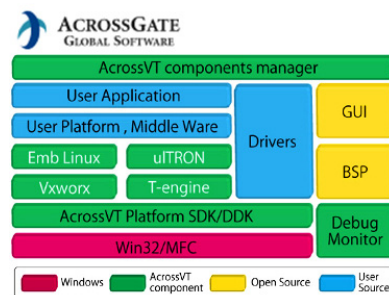 AcrossGate
Global Software
AcrossVT components manager
User Application
User Platform , Middle Ware
Drivers
GUI
Emb Linux
uITRON
Vxworx
T-engine
BSP
AcrossVT Platform SDK/DDK
Win32/MFC
Debug
Monitor
Windows
AcrossVT
component
Open Source
User
Source